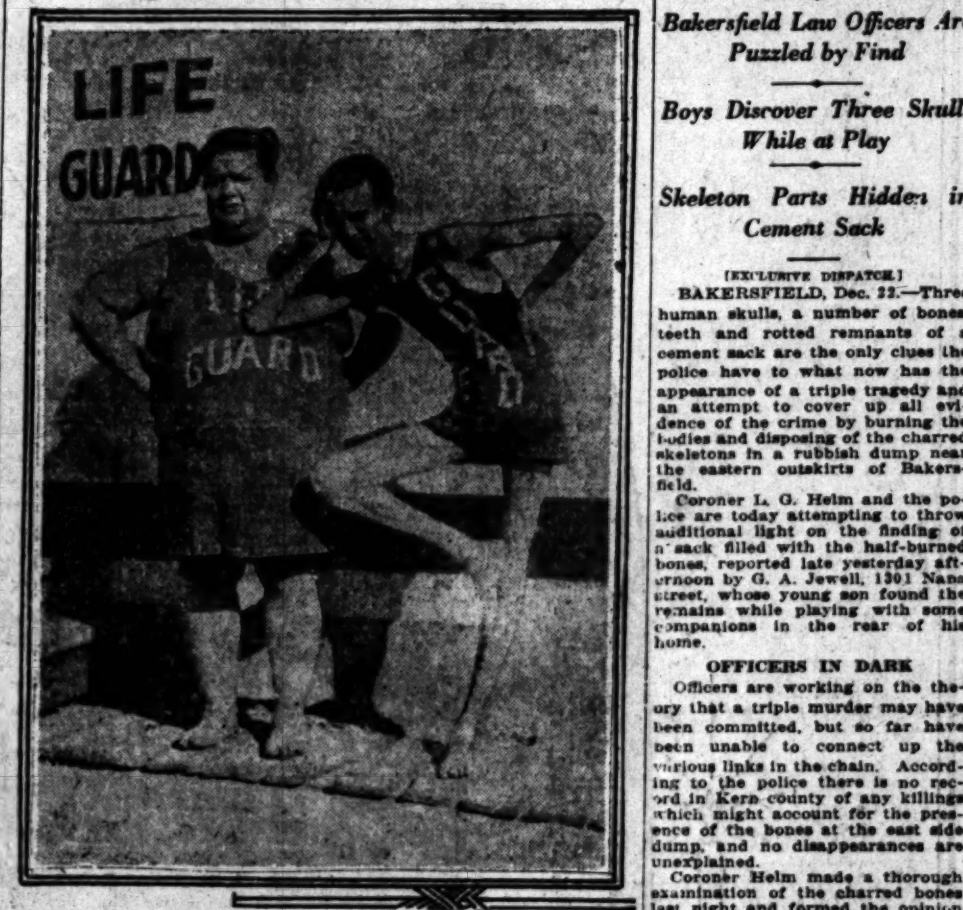 LIFE
GUARD
LIFE
GUARD
GUARD
Bakersfield Law Officers Are
Puzzled by Find
Boys Discover Three Skull
While at Play
Skeleton Parts Hidden in
Cement Sack
[EXCLUSIVE DISPATCH]
BAKERSFIELD, Dec. 22.—Three
human skulls, a number of bones
teeth and rotted remnants of a
cement sack are the only clues the
police have to what now has the
appearance of a triple tragedy and
an attempt to cover up all evi-
dence of the crime by burning the
bodies and disposing of the charred
skeletons in a rubbish dump near
the eastern outskirts of Bakers-
field.
Coroner L. G. Helm and the po-
lice are today attempting to throw
additional light on the finding of
a sack filled with the half-burned
bones, reported late yesterday aft-
ernoon by G. A. Jewell, 1301 Nana
street, whose young son found the
remains while playing with some
companions in the rear of his
home.
OFFICERS IN DARK
Officers are working on the the-
ory that a triple murder may have
been committed, but so far have
been unable to connect up the
various links in the chain. Accord-
ing to the police there is no rec-
ord in Kern county of any killings
which might account for the pres-
ence of the bones at the east side
dump, and no disappearances are
unexplained.
Coroner Helm made a thorough
examination of the charred bones
last night and formed the opinion